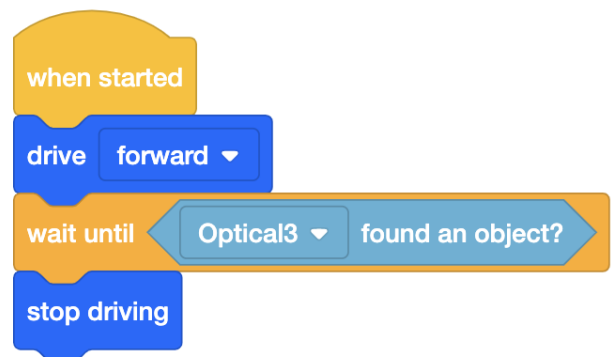 when started
drive forward
wait until Optical3 found an object?
stop driving